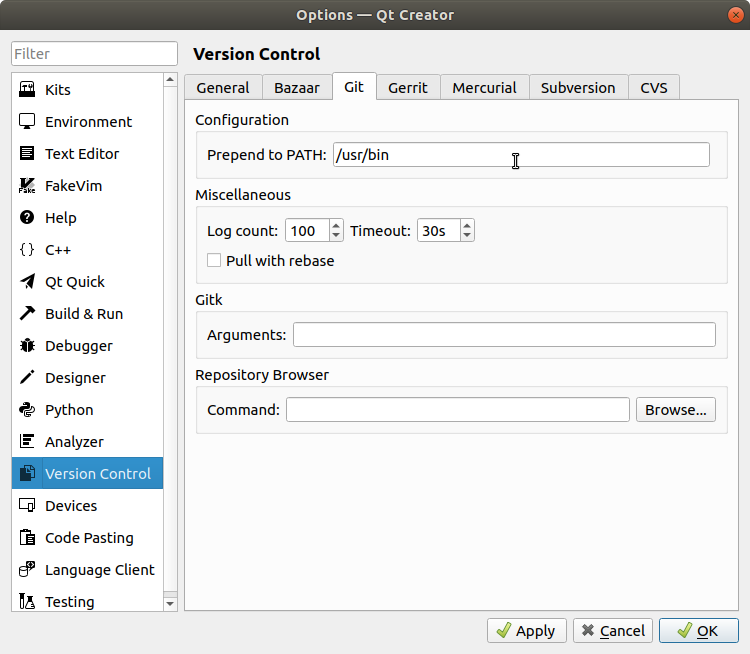 Options — Qt Creator
Filter
Kits
Environment
Text Editor
FakeVim
Help
C++
Qt Quick
Build & Run
Debugger
Designer
Python
Analyzer
Version Control
Devices
Code Pasting
Language Client
Testing
Version Control
General Bazaar Git Gerrit Mercurial Subversion CVS
Configuration
Prepend to PATH: /usr/bin
Miscellaneous
Log count: 100 Timeout: 30s
Pull with rebase
Gitk
Arguments:
Repository Browser
Command: Browse...
Apply Cancel OK